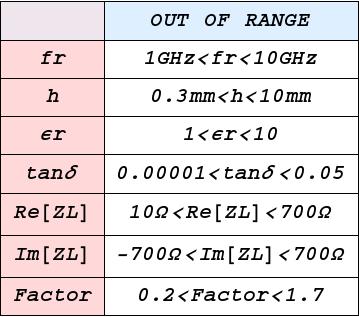 OUT OF RANGE
fr 1GHz<fr<10GHz
h 0.3mm<h<10mm
ϵr 1<ϵr<10
tanδ 0.00001<tanδ<0.05
Re[ZL] 10Ω<Re[ZL]<700Ω
Im[ZL] -700Ω<Im[ZL]<700Ω
Factor 0.2<Factor<1.7